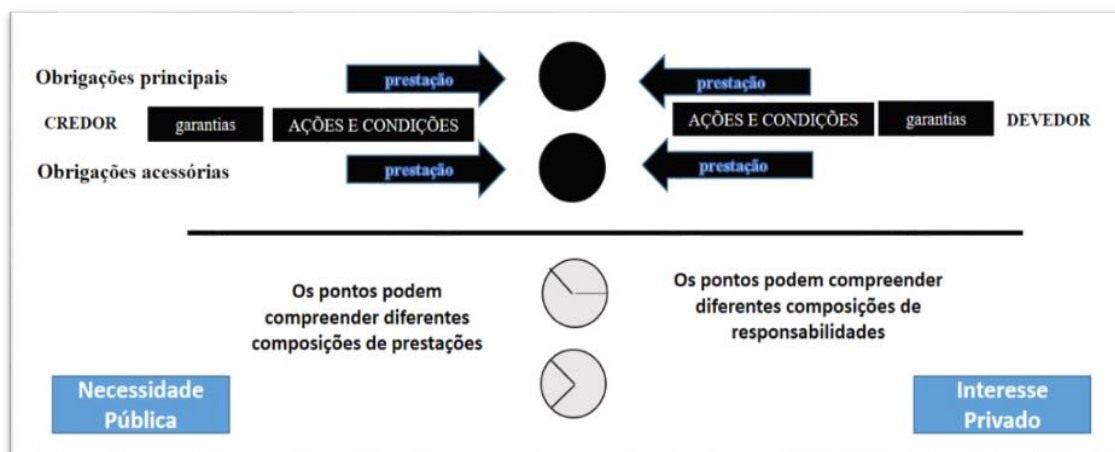 Obrigações principais
prestação
prestação
CREDOR
garantias
AÇÕES E CONDIÇÕES
AÇÕES E CONDIÇÕES
garantias
DEVEDOR
Obrigações acessórias
prestação
prestação
Os pontos podem
compreender diferentes
composições de prestações
Os pontos podem compreender
diferentes composições de
responsabilidades
Necessidade
Pública
Interesse
Privado